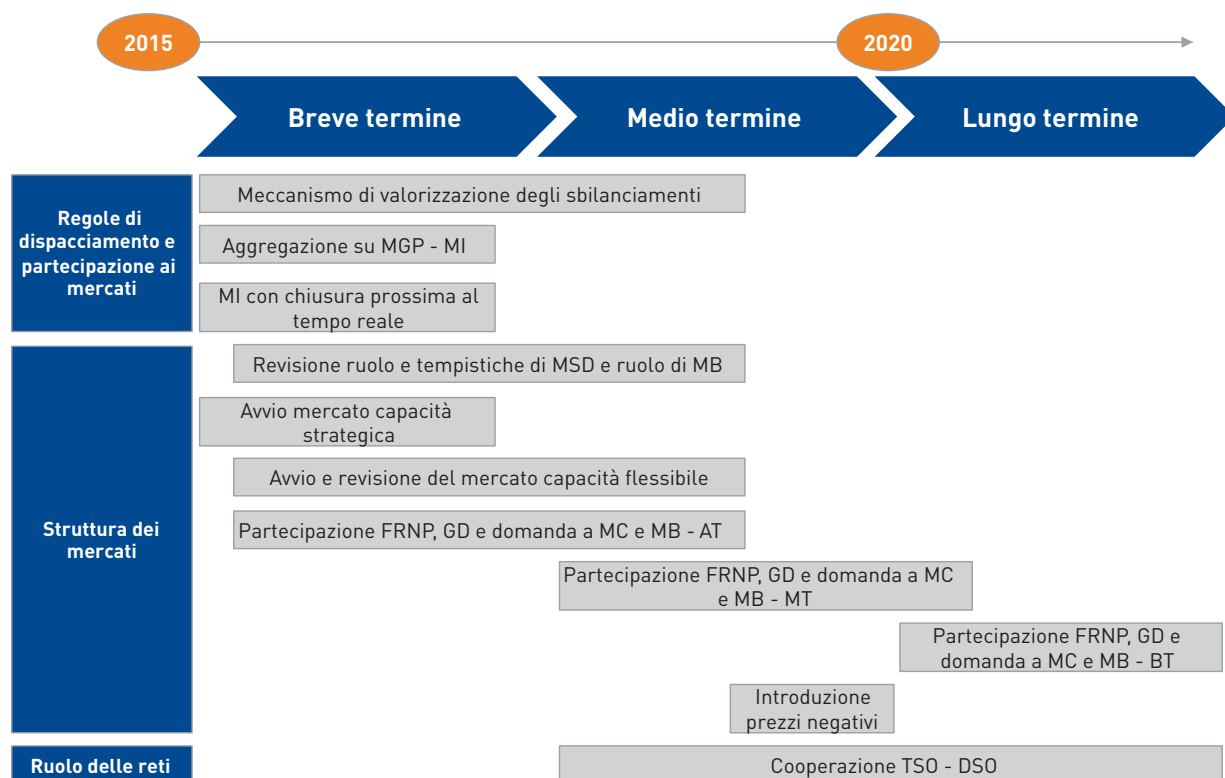 2015
2020
Breve termine
Medio termine
Lungo termine
Regole di
dispacciamento e
partecipazione ai
mercati
Meccanismo di valorizzazione degli sbilanciamenti
Aggregazione su MGP - MI
MI con chiusura prossima al
tempo reale
Struttura dei
mercati
Revisione ruolo e tempistiche di MSD e ruolo di MB
Avvio mercato capacità
strategica
Avvio e revisione del mercato capacità flessibile
Partecipazione FRNP, GD e domanda a MC e MB - AT
Partecipazione FRNP, GD e domanda a MC
e MB - MT
Partecipazione FRNP, GD e
domanda a MC e MB - BT
Introduzione
prezzi negativi
Ruolo delle reti
Cooperazione TSO - DSO